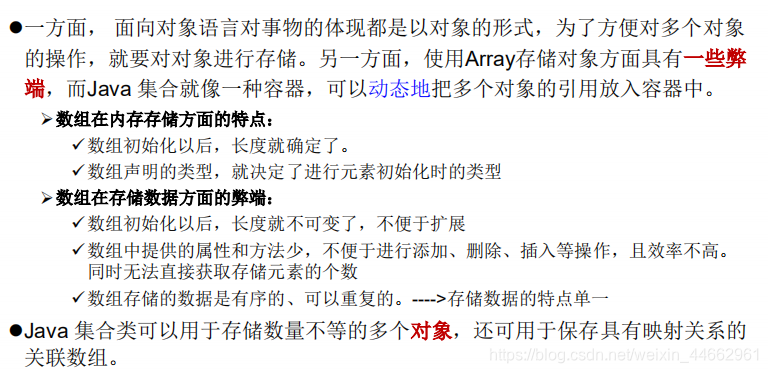 ●一方面， 面向对象语言对事物的体现都是以对象的形式，为了方便对多个对象
的操作，就要对对象进行存储。另一方面，使用Array存储对象方面具有一些弊
端，而Java 集合就像一种容器，可以动态地把多个对象的引用放入容器中。
➢数组在内存存储方面的特点：
✓数组初始化以后，长度就确定了。
✓数组声明的类型，就决定了进行元素初始化时的类型
➢数组在存储数据方面的弊端：
✓数组初始化以后，长度就不可变了，不便于扩展
✓数组中提供的属性和方法少，不便于进行添加、删除、插入等操作，且效率不高。
同时无法直接获取存储元素的个数
✓数组存储的数据是有序的、可以重复的。---->存储数据的特点单一
●Java 集合类可以用于存储数量不等的多个对象，还可用于保存具有映射关系的
关联数组。
https://blog.csdn.net/weixin_44662961